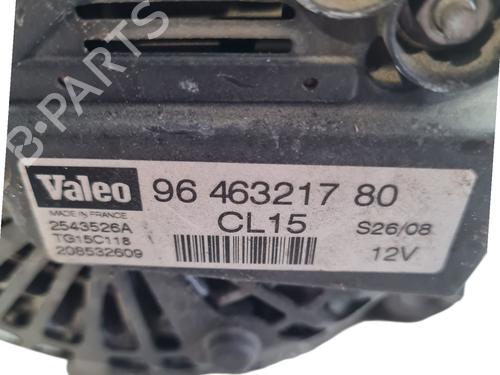 B-PARTS
Valeo 96 463217 80
MADE IN FRANCE CL15 S26/08
2543526A
TG15C118 12V
208532609